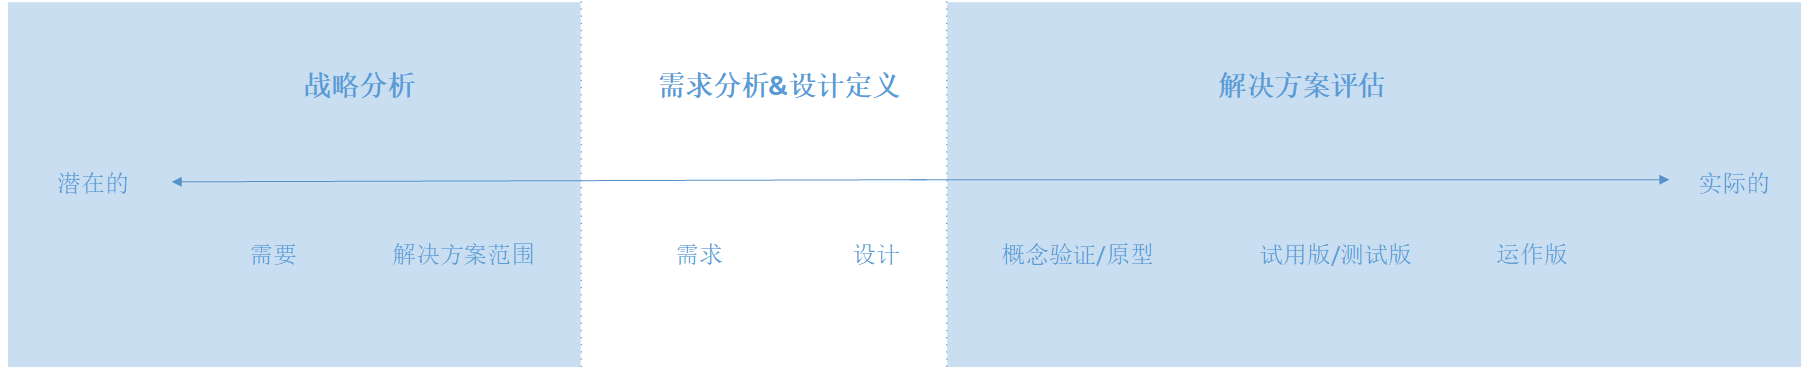 战略分析
需求分析&设计定义
解决方案评估
潜在的
实际的
需要
解决方案范围
需求
设计
概念验证/原型
试用版/测试版
运作版